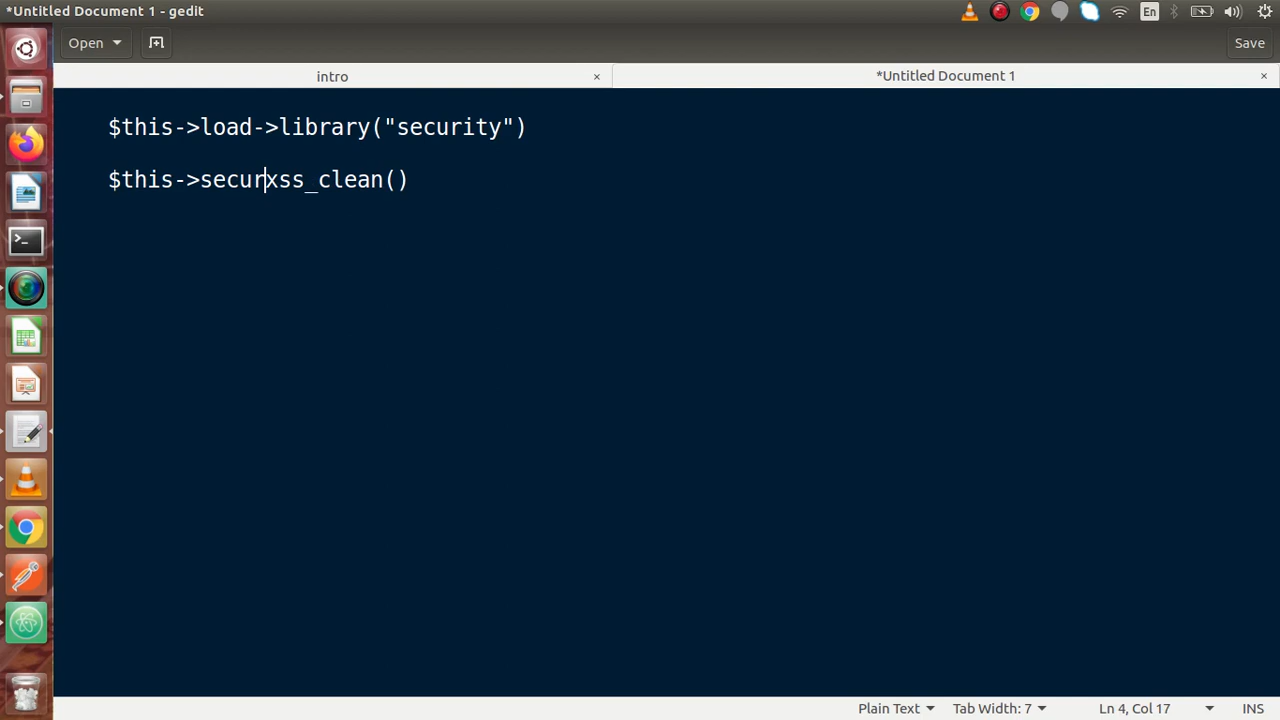 *Untitled Document 1 - gedit
En
Open
Save
intro
*Untitled Document 1
$this->load->library("security")
$this->securxss_clean()
Plain Text
Tab Width: 7
Ln 4, Col 17
INS